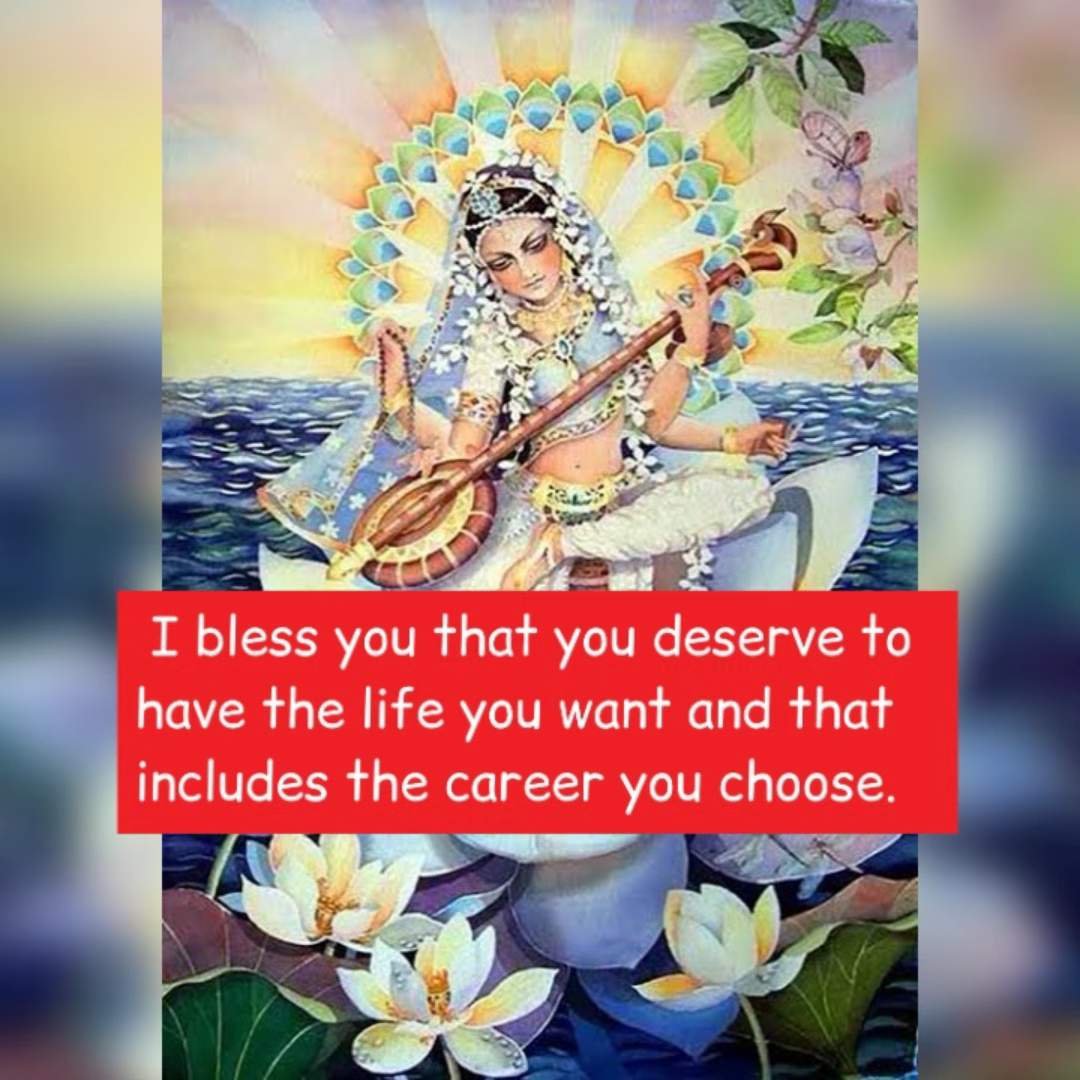 I bless you that you deserve to
have the life you want and that
includes the career you choose.